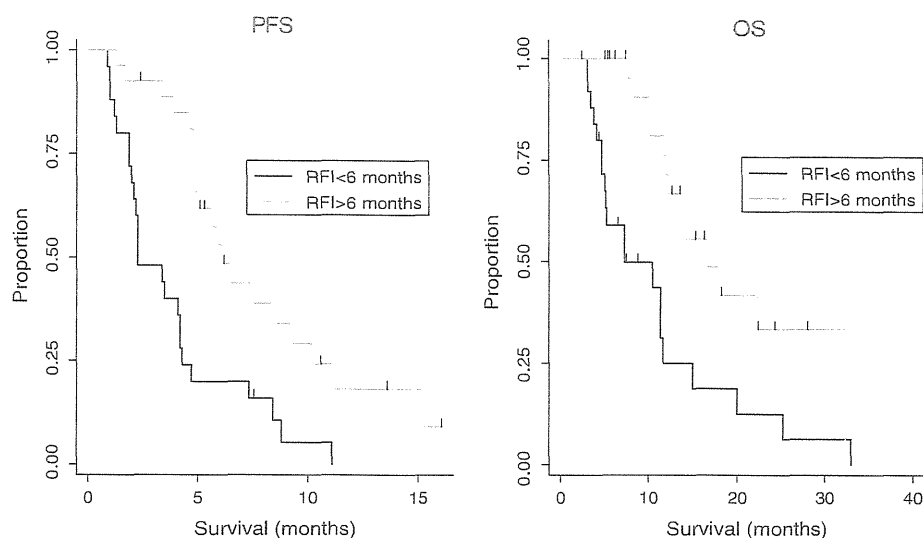 PFS
Proportion
1.00
0.75
0.50
0.25
0.00
RFI<6 months
RFI>6 months
0
5
10
15
Survival (months)
OS
Proportion
1.00
0.75
0.50
0.25
0.00
RFI<6 months
RFI>6 months
0
10
20
30
40
Survival (months)